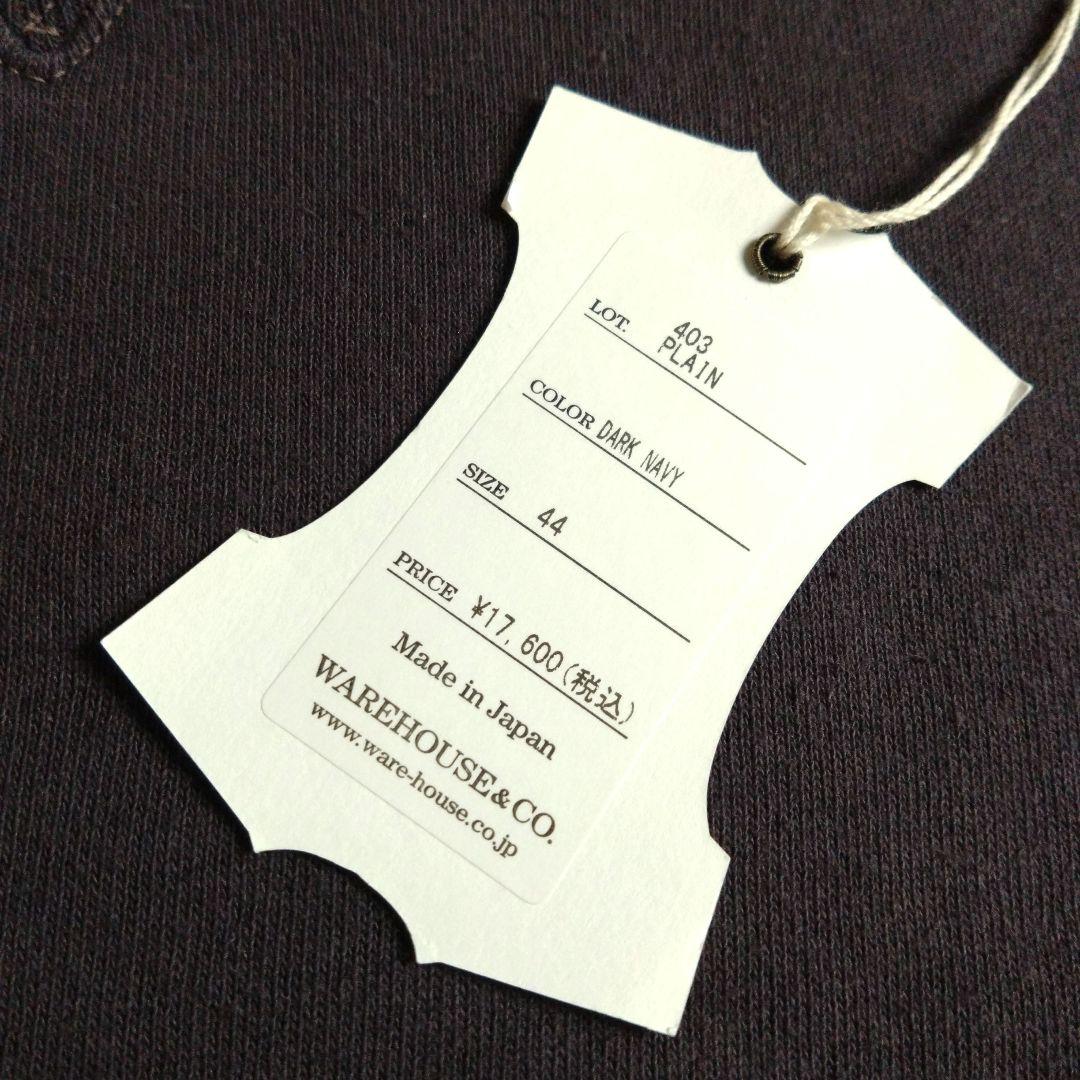 LOT. 403
PLAIN
COLOR DARK NAVY
SIZE 44
PRICE ¥17,600(税込)
Made in Japan
WAREHOUSE&CO.
www.ware-house.co.jp